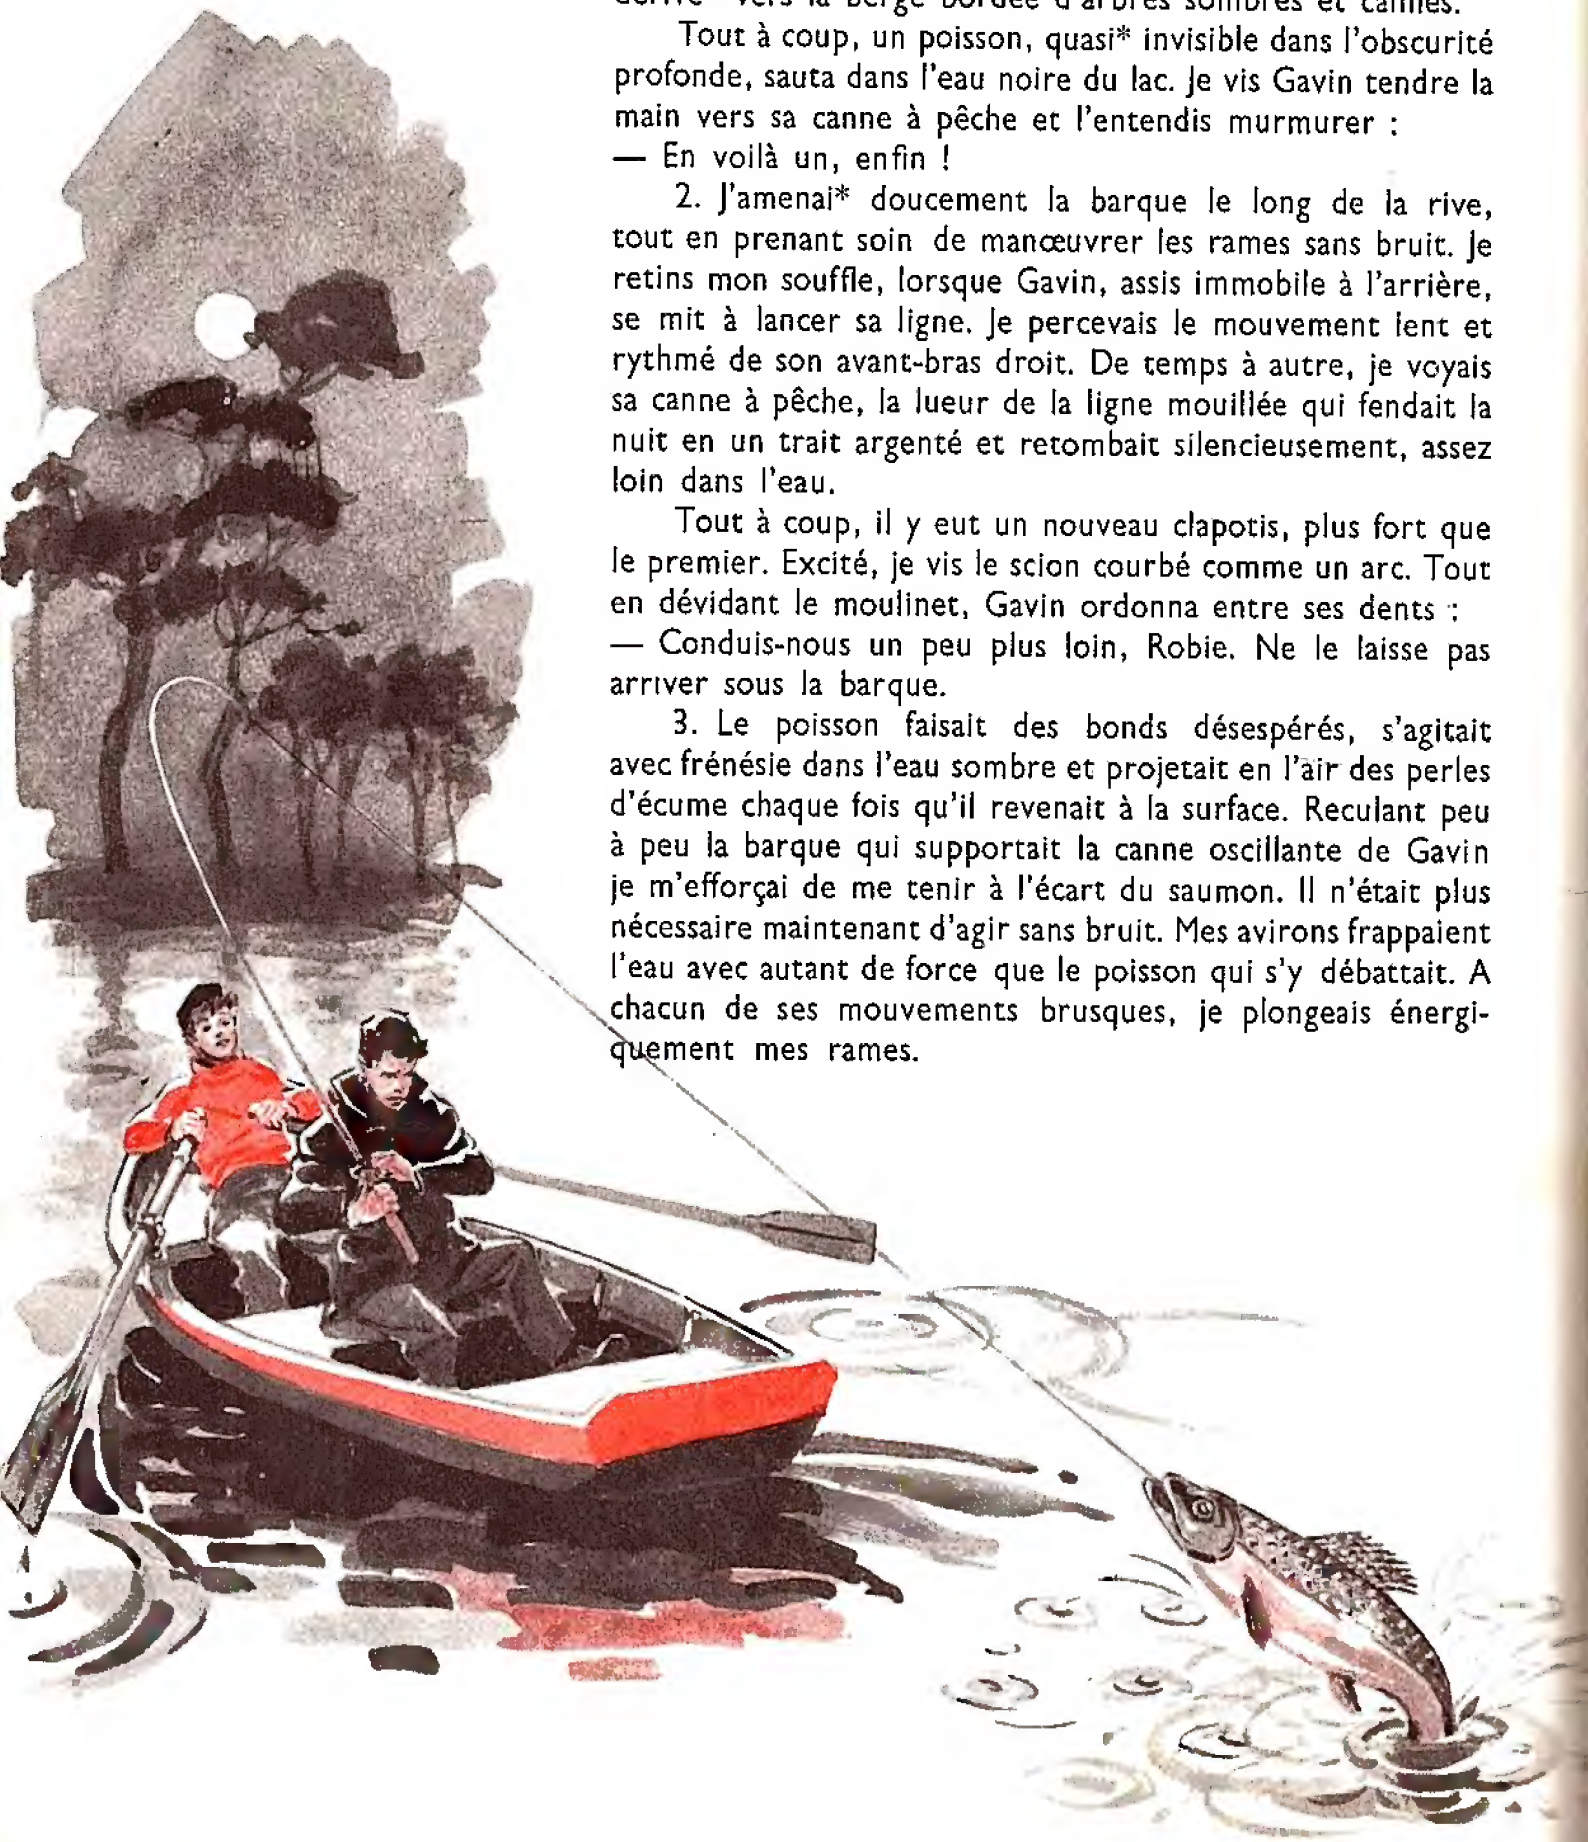 vers la berge bordée d'arbres sombres et calmes.
Tout à coup, un poisson, quasi* invisible dans l'obscurité
profonde, sauta dans l'eau noire du lac. Je vis Gavin tendre la
main vers sa canne à pêche et l'entendis murmurer :
— En voilà un, enfin !
2. J'amenai* doucement la barque le long de la rive,
tout en prenant soin de manœuvrer les rames sans bruit. Je
retins mon souffle, lorsque Gavin, assis immobile à l'arrière,
se mit à lancer sa ligne. Je percevais le mouvement lent et
rythmé de son avant-bras droit. De temps à autre, je voyais
sa canne à pêche, la lueur de la ligne mouillée qui fendait la
nuit en un trait argenté et retombait silencieusement, assez
loin dans l'eau.
Tout à coup, il y eut un nouveau clapotis, plus fort que
le premier. Excité, je vis le scion courbé comme un arc. Tout
en dévidant le moulinet, Gavin ordonna entre ses dents :
— Conduis-nous un peu plus loin, Robie. Ne le laisse pas
arriver sous la barque.
3. Le poisson faisait des bonds désespérés, s'agitait
avec frénésie dans l'eau sombre et projetait en l'air des perles
d'écume chaque fois qu'il revenait à la surface. Reculant peu
à peu la barque qui supportait la canne oscillante de Gavin
je m'efforçai de me tenir à l'écart du saumon. Il n'était plus
nécessaire maintenant d'agir sans bruit. Mes avirons frappaient
l'eau avec autant de force que le poisson qui s'y débattait. A
chacun de ses mouvements brusques, je plongeais énergi-
quement mes rames.